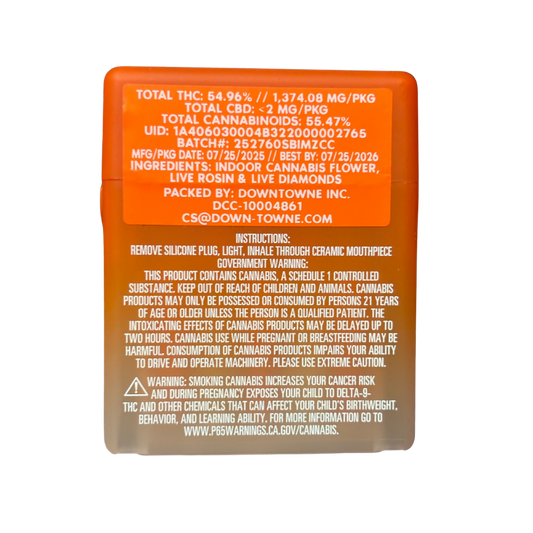 TOTAL THC: 54.96% // 1,374.08 MG/PKG
TOTAL CBD: <2 MG/PKG
TOTAL CANNABINOIDS: 55.47%
UID: 1A406030004B322000002765
BATCH#: 252760SBIMZCC
MFG/PKG DATE: 07/25/2025 // BEST BY: 07/25/2026
INGREDIENTS: INDOOR CANNABIS FLOWER,
LIVE ROSIN & LIVE DIAMONDS
PACKED BY: DOWNTOWNE INC.
DCC-10004861
CS@DOWN-TOWNE.COM
INSTRUCTIONS:
REMOVE SILICONE PLUG, LIGHT, INHALE THROUGH CERAMIC MOUTHPIECE
GOVERNMENT WARNING:
THIS PRODUCT CONTAINS CANNABIS, A SCHEDULE 1 CONTROLLED
SUBSTANCE. KEEP OUT OF REACH OF CHILDREN AND ANIMALS. CANNABIS
PRODUCTS MAY ONLY BE POSSESSED OR CONSUMED BY PERSONS 21 YEARS
OF AGE OR OLDER UNLESS THE PERSON IS A QUALIFIED PATIENT. THE
INTOXICATING EFFECTS OF CANNABIS PRODUCTS MAY BE DELAYED UP TO
TWO HOURS. CANNABIS USE WHILE PREGNANT OR BREASTFEEDING MAY BE
HARMFUL. CONSUMPTION OF CANNABIS PRODUCTS IMPAIRS YOUR ABILITY
TO DRIVE AND OPERATE MACHINERY. PLEASE USE EXTREME CAUTION.
WARNING: SMOKING CANNABIS INCREASES YOUR CANCER RISK
AND DURING PREGNANCY EXPOSES YOUR CHILD TO DELTA-9-
THC AND OTHER CHEMICALS THAT CAN AFFECT YOUR CHILD'S BIRTHWEIGHT,
BEHAVIOR, AND LEARNING ABILITY. FOR MORE INFORMATION GO TO
WWW.P65WARNINGS.CA.GOV/CANNABIS.